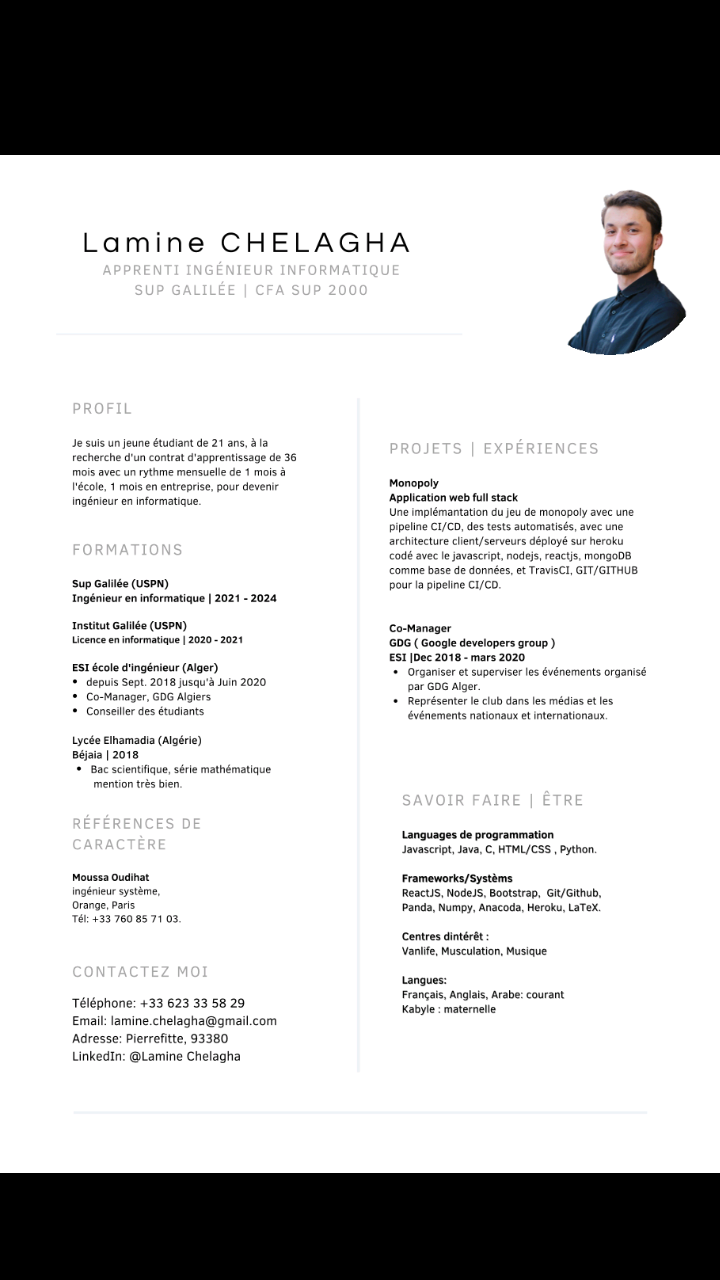 Lamine CHELAGHA
APPRENTI INGÉNIEUR INFORMATIQUE
SUP GALILÉE | CFA SUP 2000
PROFIL
Je suis un jeune étudiant de 21 ans, à la
recherche d'un contrat d'apprentissage de 36
mois avec un rythme mensuelle de 1 mois à
l'école, 1 mois en entreprise, pour devenir
ingénieur en informatique.
FORMATIONS
Sup Galilée (USPN)
Ingénieur en informatique | 2021 - 2024
Institut Galilée (USPN)
Licence en informatique | 2020 - 2021
ESI école d'ingénieur (Alger)
• depuis Sept. 2018 jusqu'à Juin 2020
• Co-Manager, GDG Algiers
• Conseiller des étudiants
Lycée Elhamadia (Algérie)
Béjaia | 2018
• Bac scientifique, série mathématique
mention très bien.
RÉFÉRENCES DE
CARACTÈRE
Moussa Oudihat
ingénieur système,
Orange, Paris
Tél: +33 760 85 71 03.
CONTACTEZ MOI
Téléphone: +33 623 33 58 29
Email: lamine.chelagha@gmail.com
Adresse: Pierrefitte, 93380
LinkedIn: @Lamine Chelagha
PROJETS | EXPÉRIENCES
Monopoly
Application web full stack
Une implémantation du jeu de monopoly avec une
pipeline CI/CD, des tests automatisés, avec une
architecture client/serveurs déployé sur heroku
codé avec le javascript, nodejs, reactjs, mongoDB
comme base de données, et TravisCI, GIT/GITHUB
pour la pipeline CI/CD.
Co-Manager
GDG ( Google developers group )
ESI |Dec 2018 - mars 2020
• Organiser et superviser les événements organisé
par GDG Alger.
• Représenter le club dans les médias et les
événements nationaux et internationaux.
SAVOIR FAIRE | ÊTRE
Languages de programmation
Javascript, Java, C, HTML/CSS , Python.
Frameworks/Systèms
ReactJS, NodeJS, Bootstrap, Git/Github,
Panda, Numpy, Anacoda, Heroku, LaTeX.
Centres dintérêt :
Vanlife, Musculation, Musique
Langues:
Français, Anglais, Arabe: courant
Kabyle : maternelle